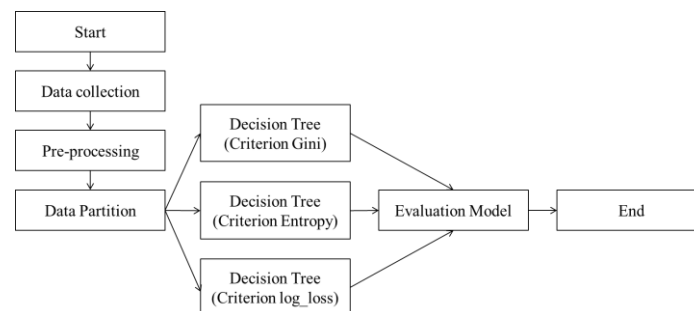 Start
Data collection
Pre-processing
Data Partition
Decision Tree
(Criterion Gini)
Decision Tree
(Criterion Entropy)
Decision Tree
(Criterion log_loss)
Evaluation Model
End